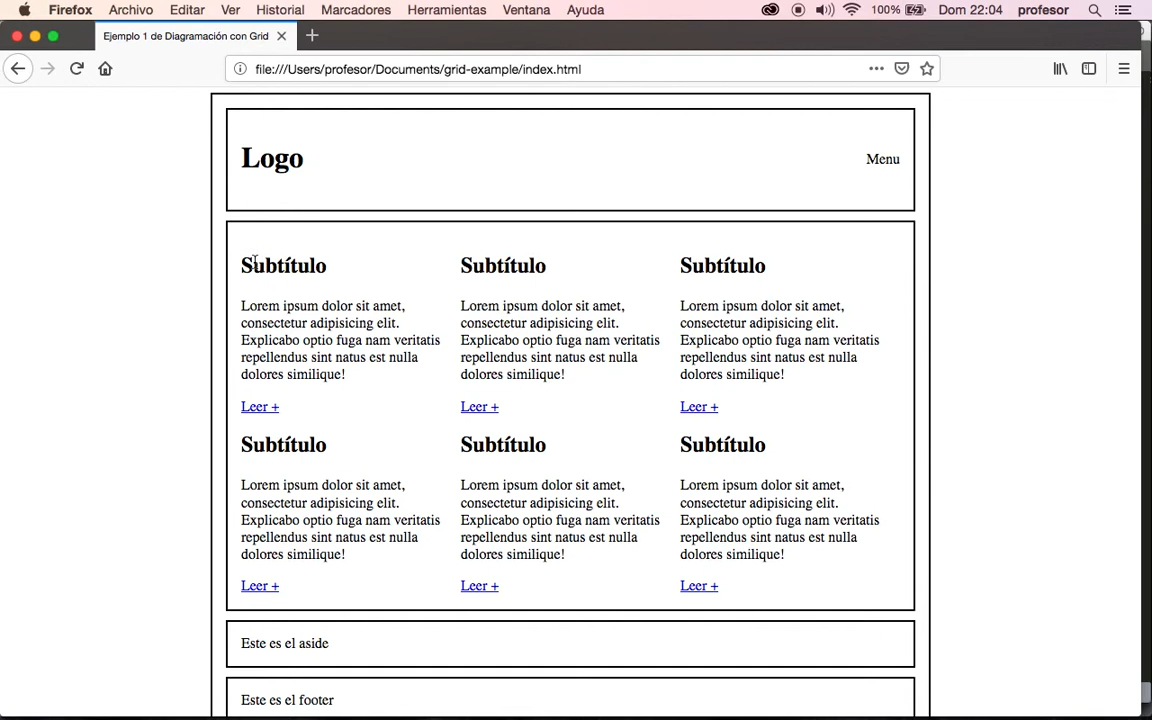 Firefox Archivo Editar Ver Historial Marcadores Herramientas Ventana Ayuda 100% Dom 22:04 profesor
Ejemplo 1 de Diagramación con Grid
file:///Users/profesor/Documents/grid-example/index.html
Logo
Menu
Subtítulo
Lorem ipsum dolor sit amet,
consectetur adipisicing elit.
Explicabo optio fuga nam veritatis
repellendus sint natus est nulla
dolores similique!
Leer +
Subtítulo
Lorem ipsum dolor sit amet,
consectetur adipisicing elit.
Explicabo optio fuga nam veritatis
repellendus sint natus est nulla
dolores similique!
Leer +
Subtítulo
Lorem ipsum dolor sit amet,
consectetur adipisicing elit.
Explicabo optio fuga nam veritatis
repellendus sint natus est nulla
dolores similique!
Leer +
Subtítulo
Lorem ipsum dolor sit amet,
consectetur adipisicing elit.
Explicabo optio fuga nam veritatis
repellendus sint natus est nulla
dolores similique!
Leer +
Subtítulo
Lorem ipsum dolor sit amet,
consectetur adipisicing elit.
Explicabo optio fuga nam veritatis
repellendus sint natus est nulla
dolores similique!
Leer +
Subtítulo
Lorem ipsum dolor sit amet,
consectetur adipisicing elit.
Explicabo optio fuga nam veritatis
repellendus sint natus est nulla
dolores similique!
Leer +
Este es el aside
Este es el footer